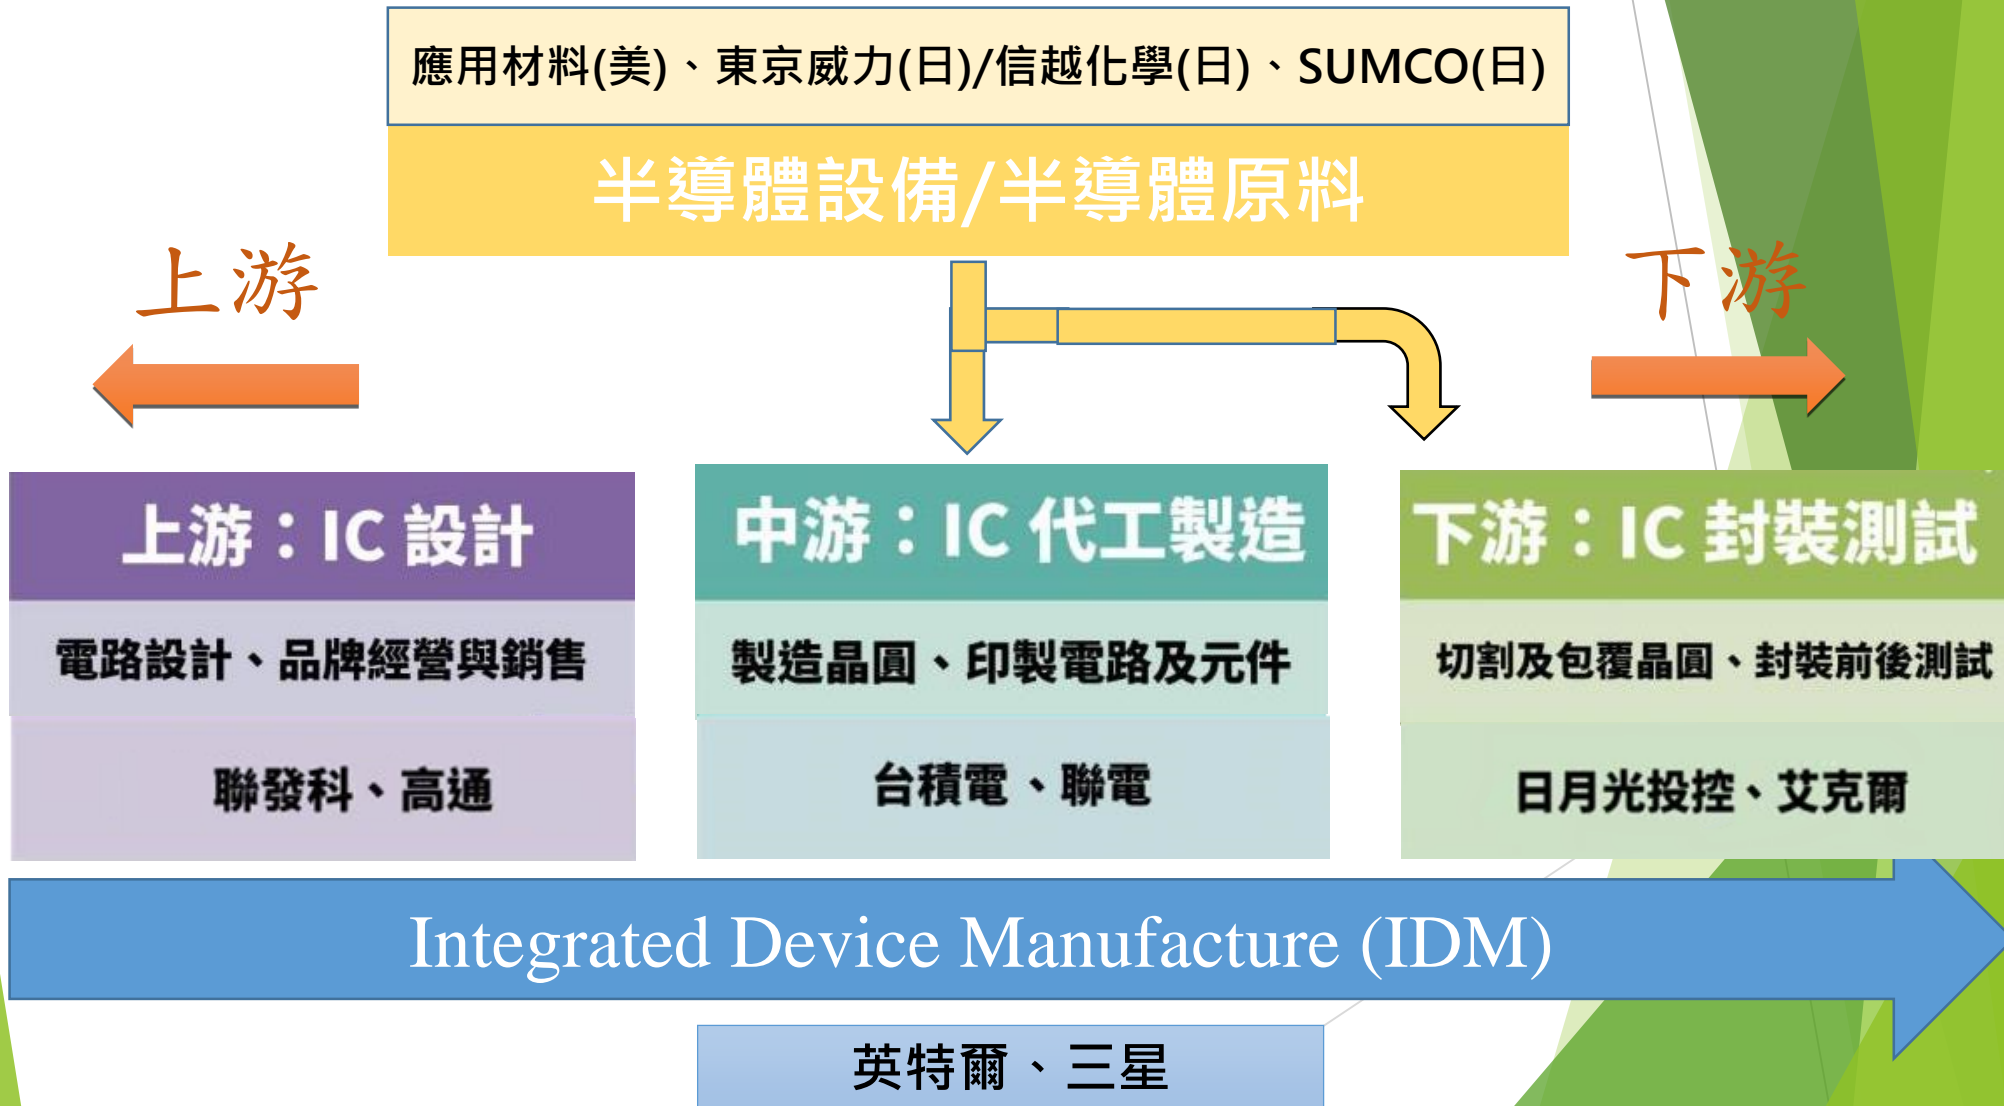 應用材料(美)、東京威力(日)/信越化學(日)、SUMCO(日)
半導體設備/半導體原料
上游
下游
上游：IC 設計
電路設計、品牌經營與銷售
聯發科、高通
中游：IC 代工製造
製造晶圓、印製電路及元件
台積電、聯電
下游：IC 封裝測試
切割及包覆晶圓、封裝前後測試
日月光投控、艾克爾
Integrated Device Manufacture (IDM)
英特爾、三星